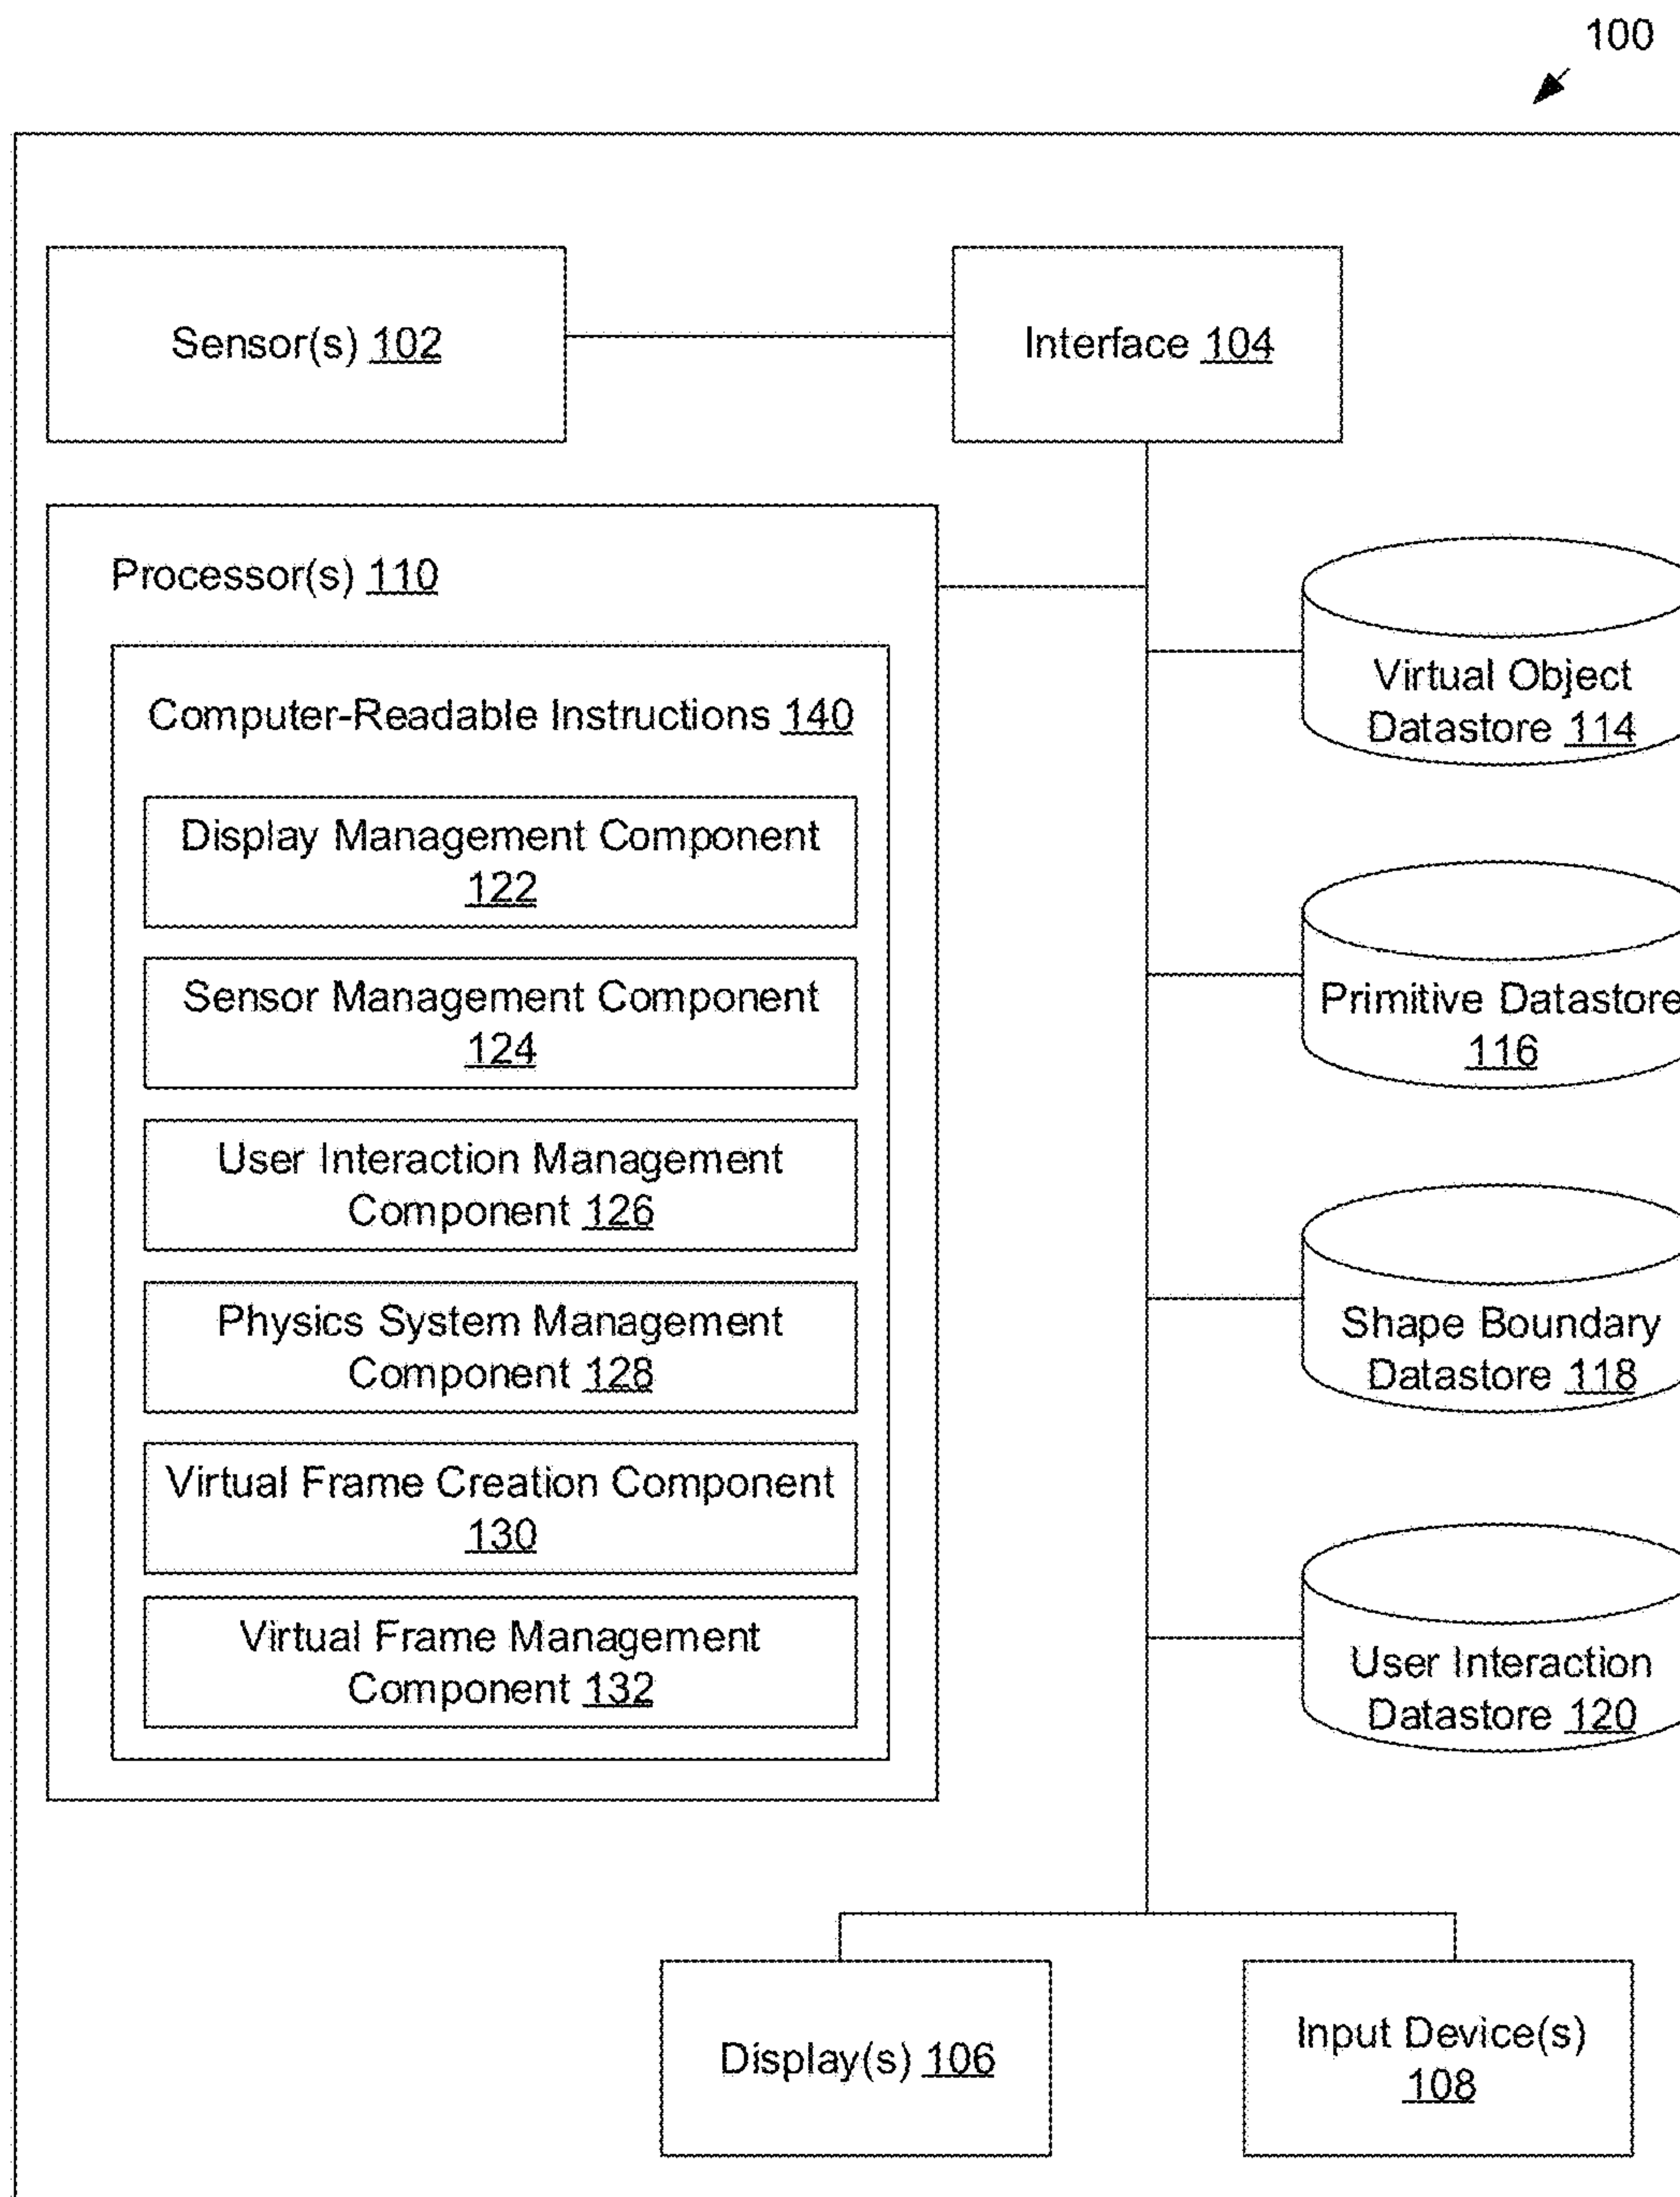 100
Sensor(s) 102
Interface 104
Processor(s) 110
Computer-Readable Instructions 140
Display Management Component
122
Sensor Management Component
124
User Interaction Management
Component 126
Physics System Management
Component 128
Virtual Frame Creation Component
130
Virtual Frame Management
Component 132
Virtual Object
Datastore 114
Primitive Datastore
116
Shape Boundary
Datastore 118
User Interaction
Datastore 120
Display(s) 106
Input Device(s)
108